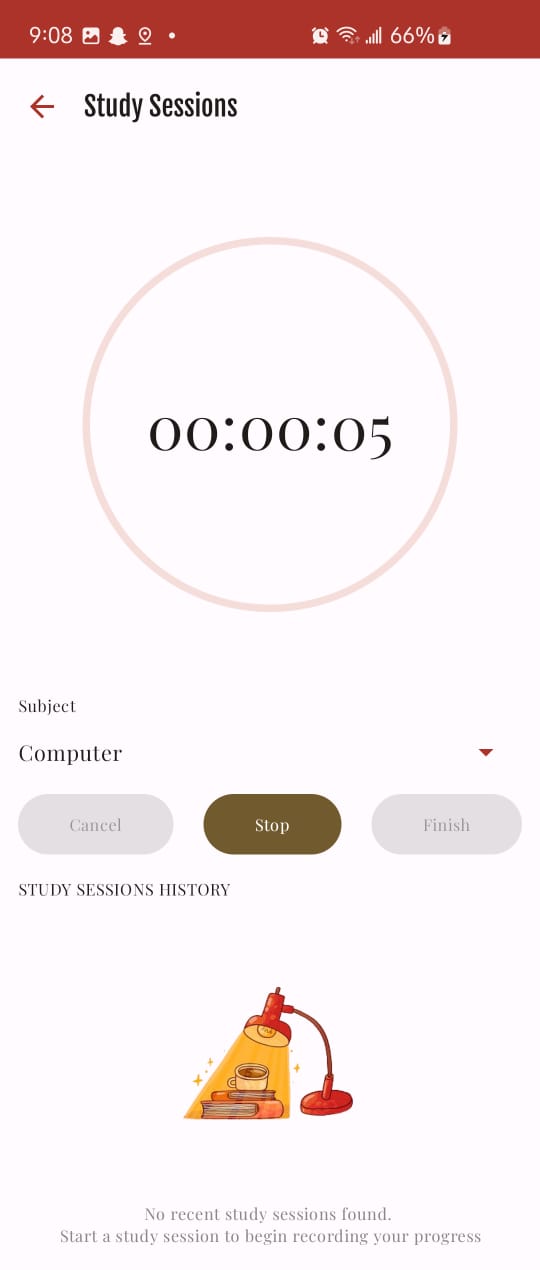 9:08 66%
Study Sessions
00:00:05
Subject
Computer
Cancel Stop Finish
STUDY SESSIONS HISTORY
No recent study sessions found.
Start a study session to begin recording your progress